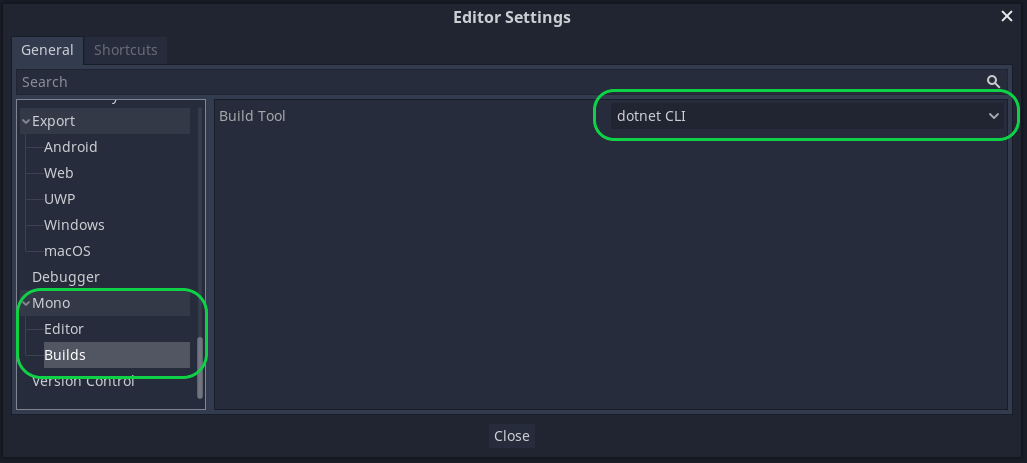 Editor Settings
General
Shortcuts
Search
Export
Android
Web
UWP
Windows
macOS
Debugger
Mono
Editor
Builds
Version Control
Build Tool
dotnet CLI
Close